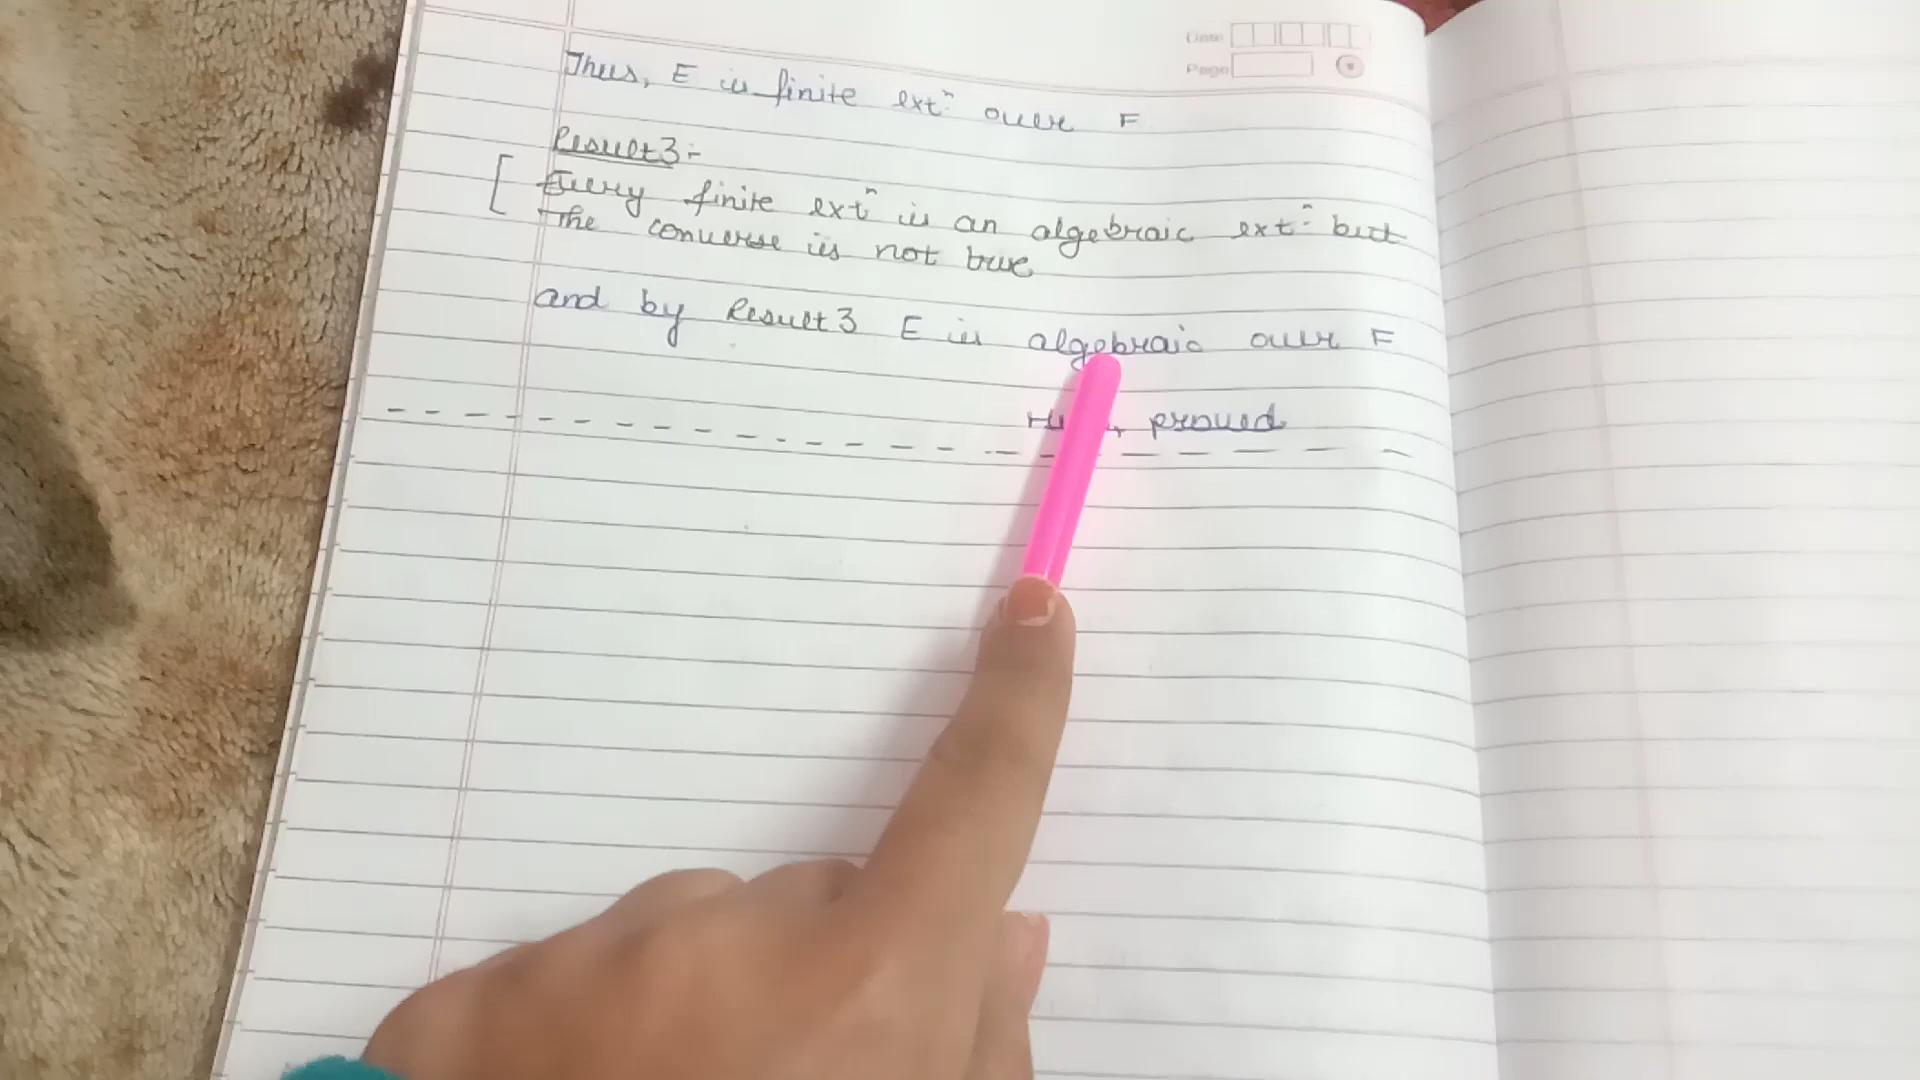 Date
Page
Thus, E is finite extn. over F
Result 3 :-
Every finite extn is an algebraic extn. but
the converse is not true
and by Result 3 E is algebraic over F
proved